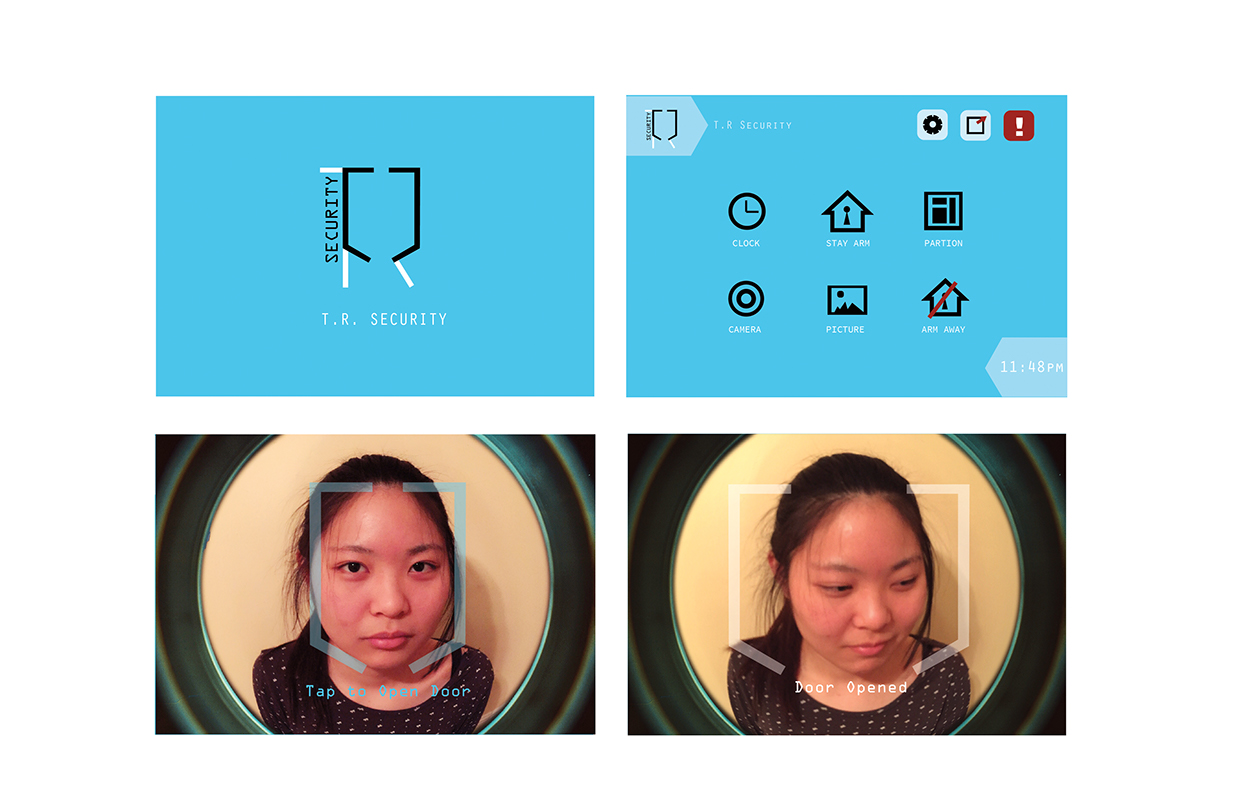 SECURITY
T.R. SECURITY
SECURITY
T.R SECURITY
CLOCK
STAY ARM
PARTION
CAMERA
PICTURE
ARM AWAY
11:48PM
Tap to Open Door
Door Opened